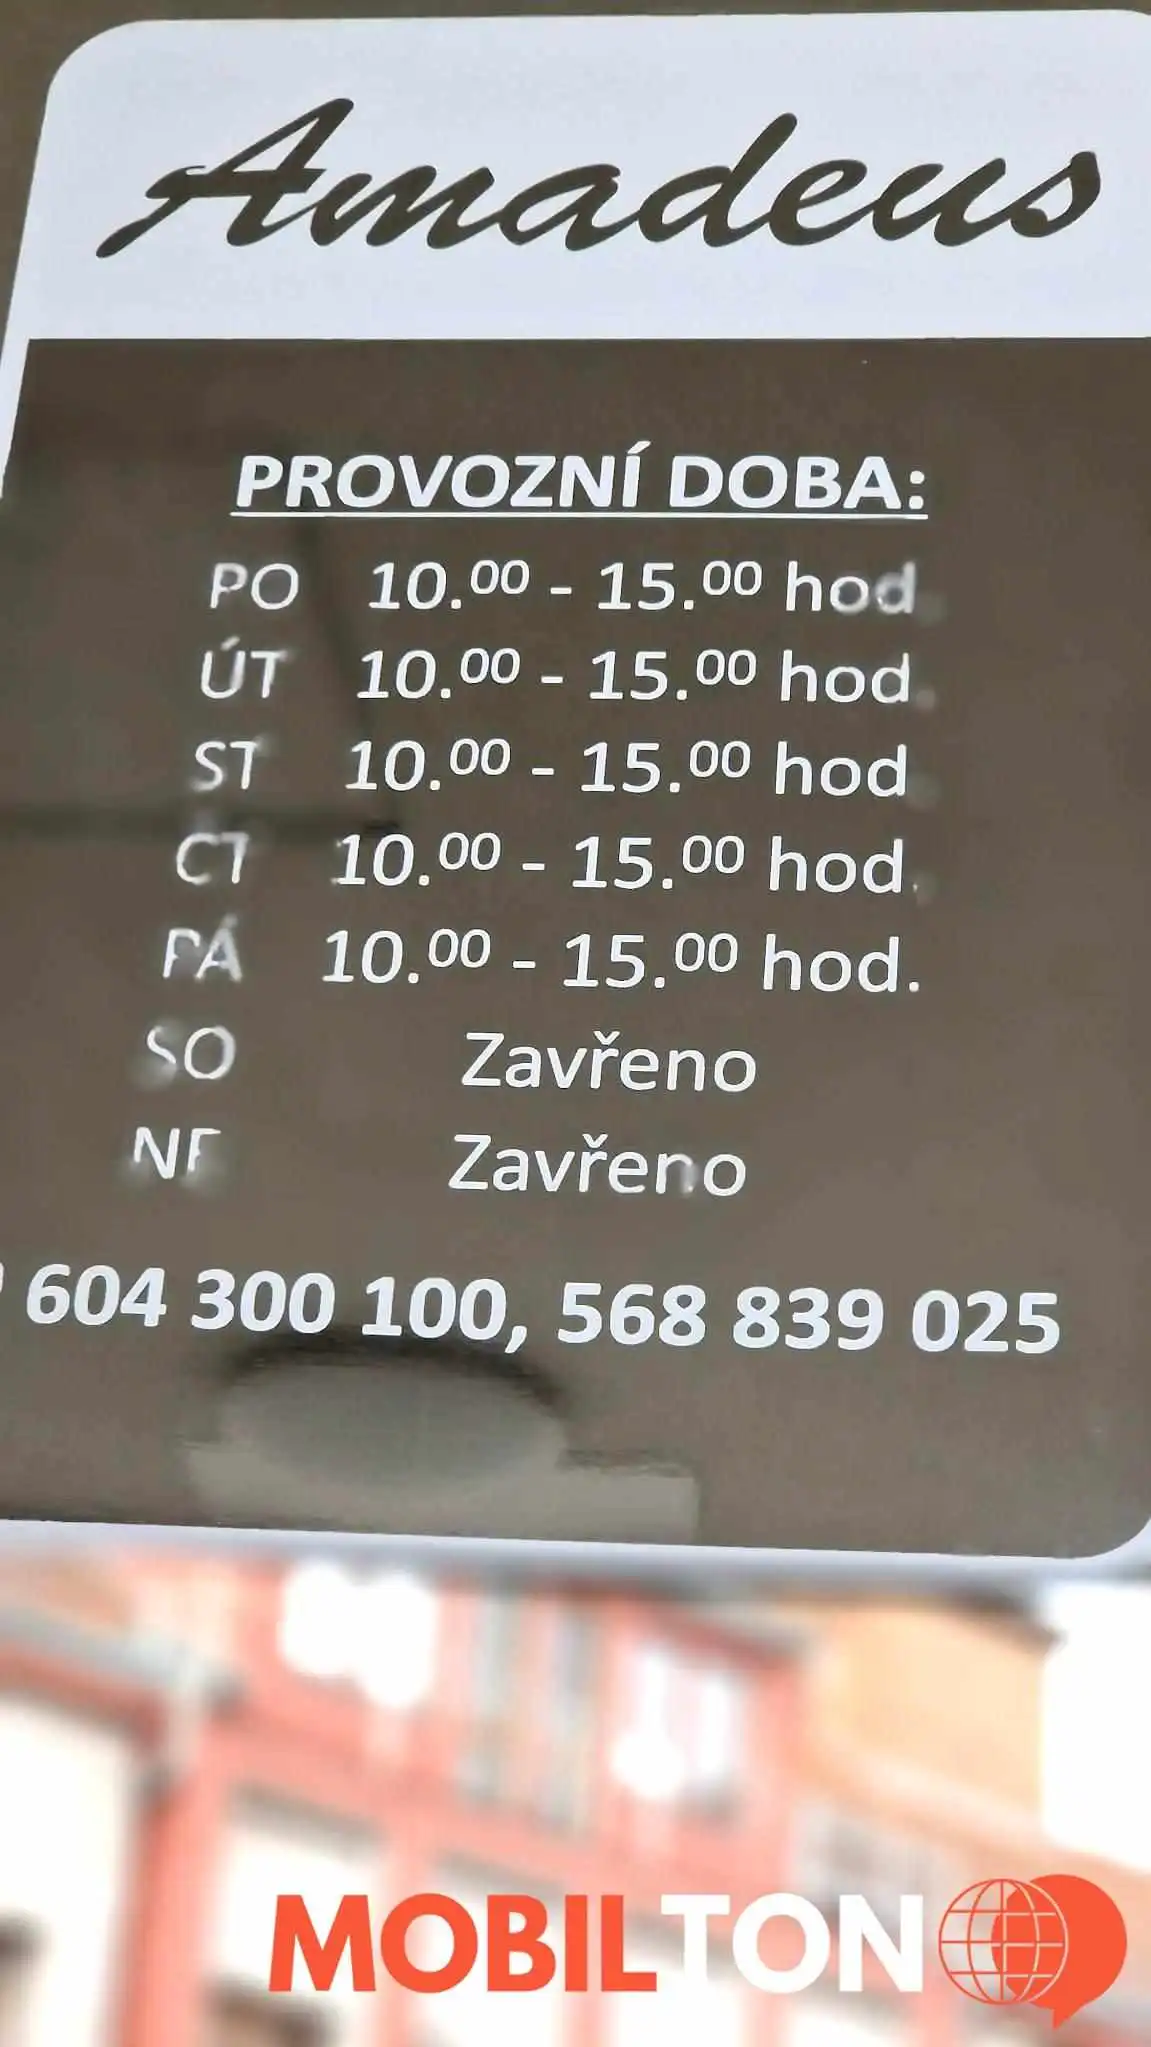 Amadeus
PROVOZNÍ DOBA:
PO 10.00 - 15.00 hod.
ÚT 10.00 - 15.00 hod.
ST 10.00 - 15.00 hod.
ČT 10.00 - 15.00 hod.
PÁ 10.00 - 15.00 hod.
SO Zavřeno
NE Zavřeno
604 300 100, 568 839 025
MOBILTON